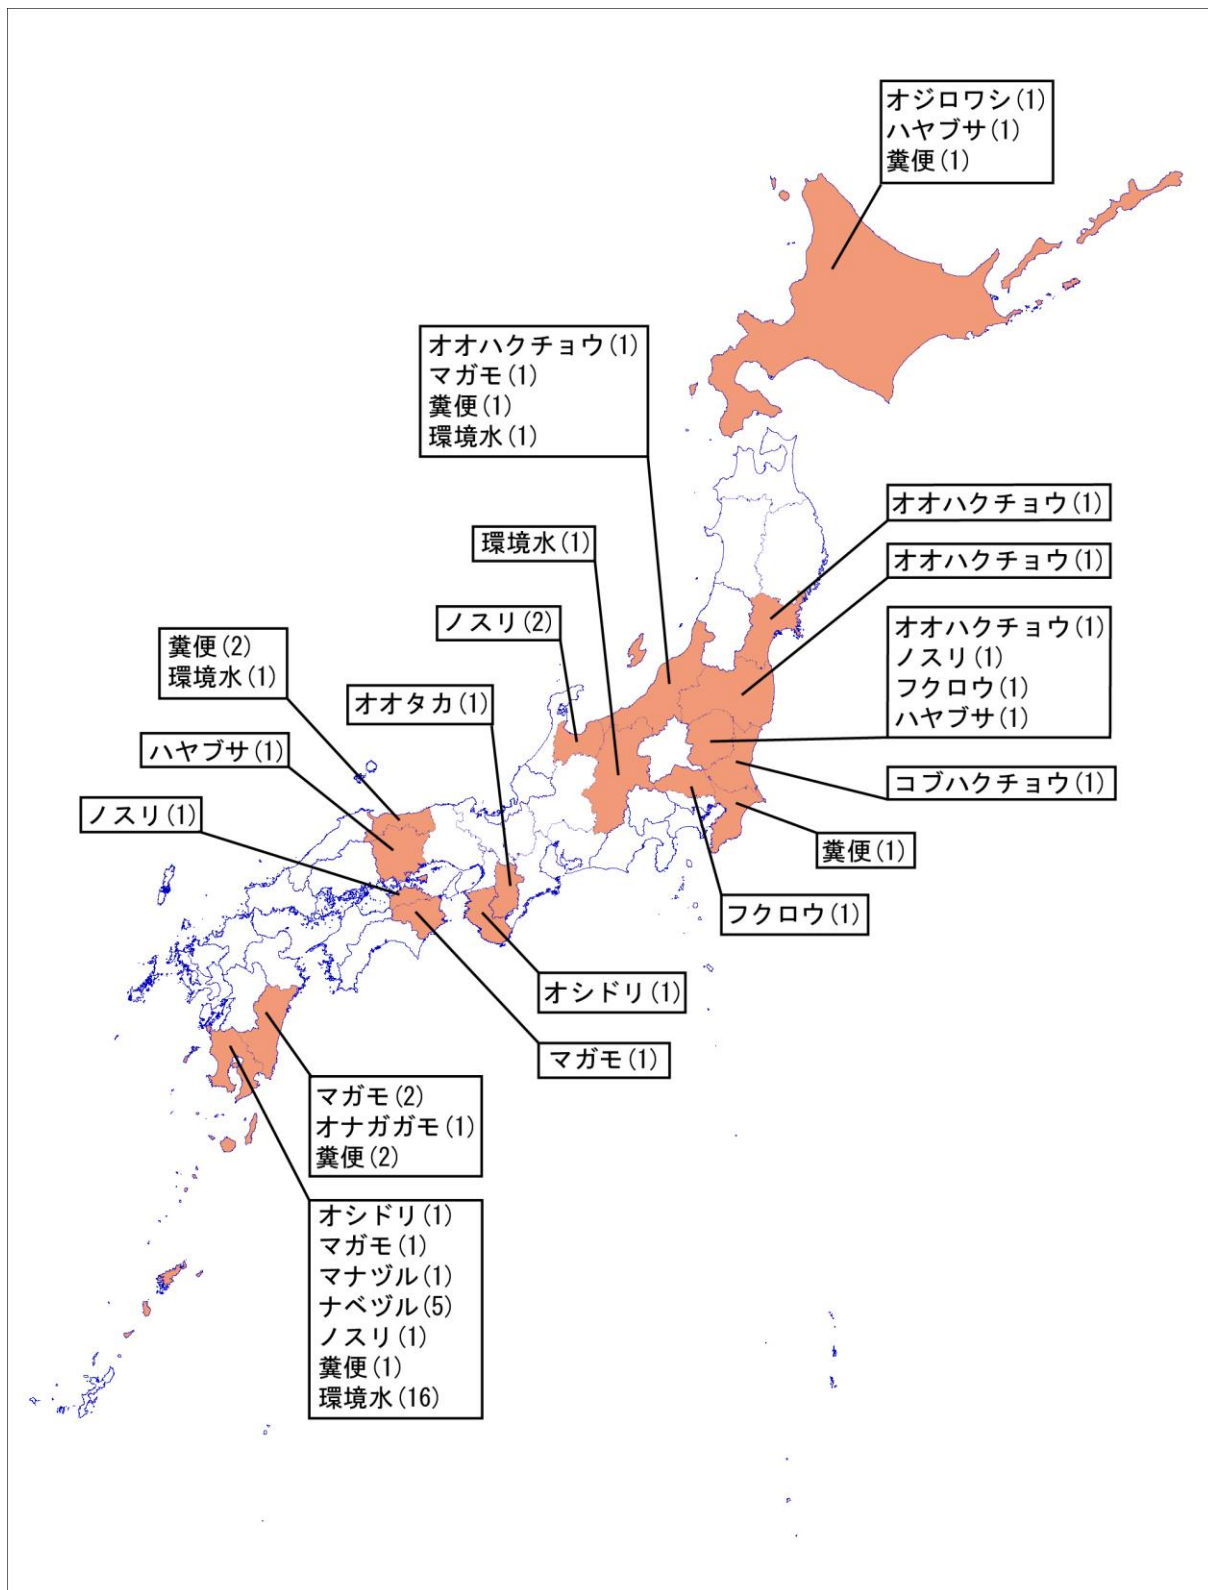 オジロワシ(1)
ハヤブサ(1)
糞便(1)
オオハクチョウ(1)
マガモ(1)
糞便(1)
環境水(1)
オオハクチョウ(1)
環境水(1)
オオハクチョウ(1)
ノスリ(2)
オオハクチョウ(1)
ノスリ(1)
フクロウ(1)
ハヤブサ(1)
糞便(2)
環境水(1)
オオタカ(1)
ハヤブサ(1)
コブハクチョウ(1)
ノスリ(1)
糞便(1)
フクロウ(1)
オシドリ(1)
マガモ(1)
マガモ(2)
オナガガモ(1)
糞便(2)
オシドリ(1)
マガモ(1)
マナヅル(1)
ナベヅル(5)
ノスリ(1)
糞便(1)
環境水(16)